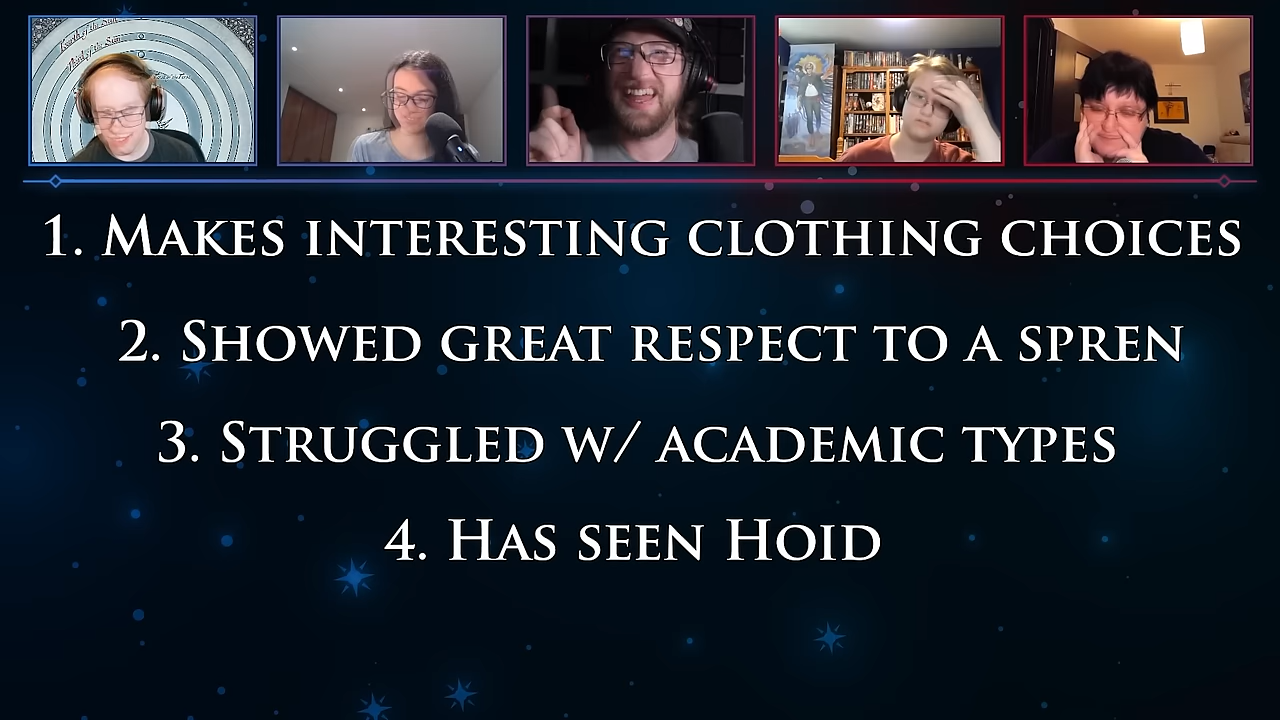 1. Makes interesting clothing choices
2. Showed great respect to a spren
3. Struggled w/ academic types
4. Has seen Hoid